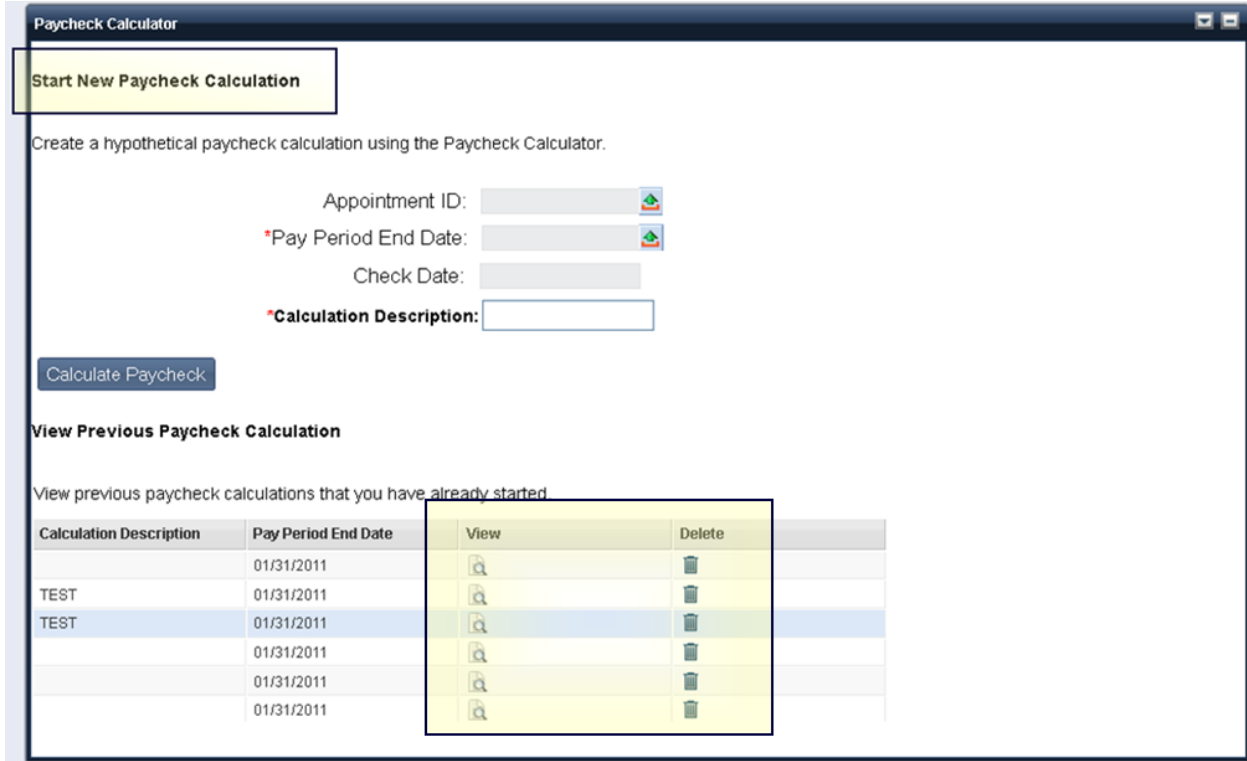 Paycheck Calculator
Start New Paycheck Calculation
Create a hypothetical paycheck calculation using the Paycheck Calculator.
Appointment ID:
*Pay Period End Date:
Check Date:
*Calculation Description:
Calculate Paycheck
View Previous Paycheck Calculation
View previous paycheck calculations that you have already started.
Calculation Description Pay Period End Date View Delete
01/31/2011
TEST 01/31/2011
TEST 01/31/2011
01/31/2011
01/31/2011
01/31/2011